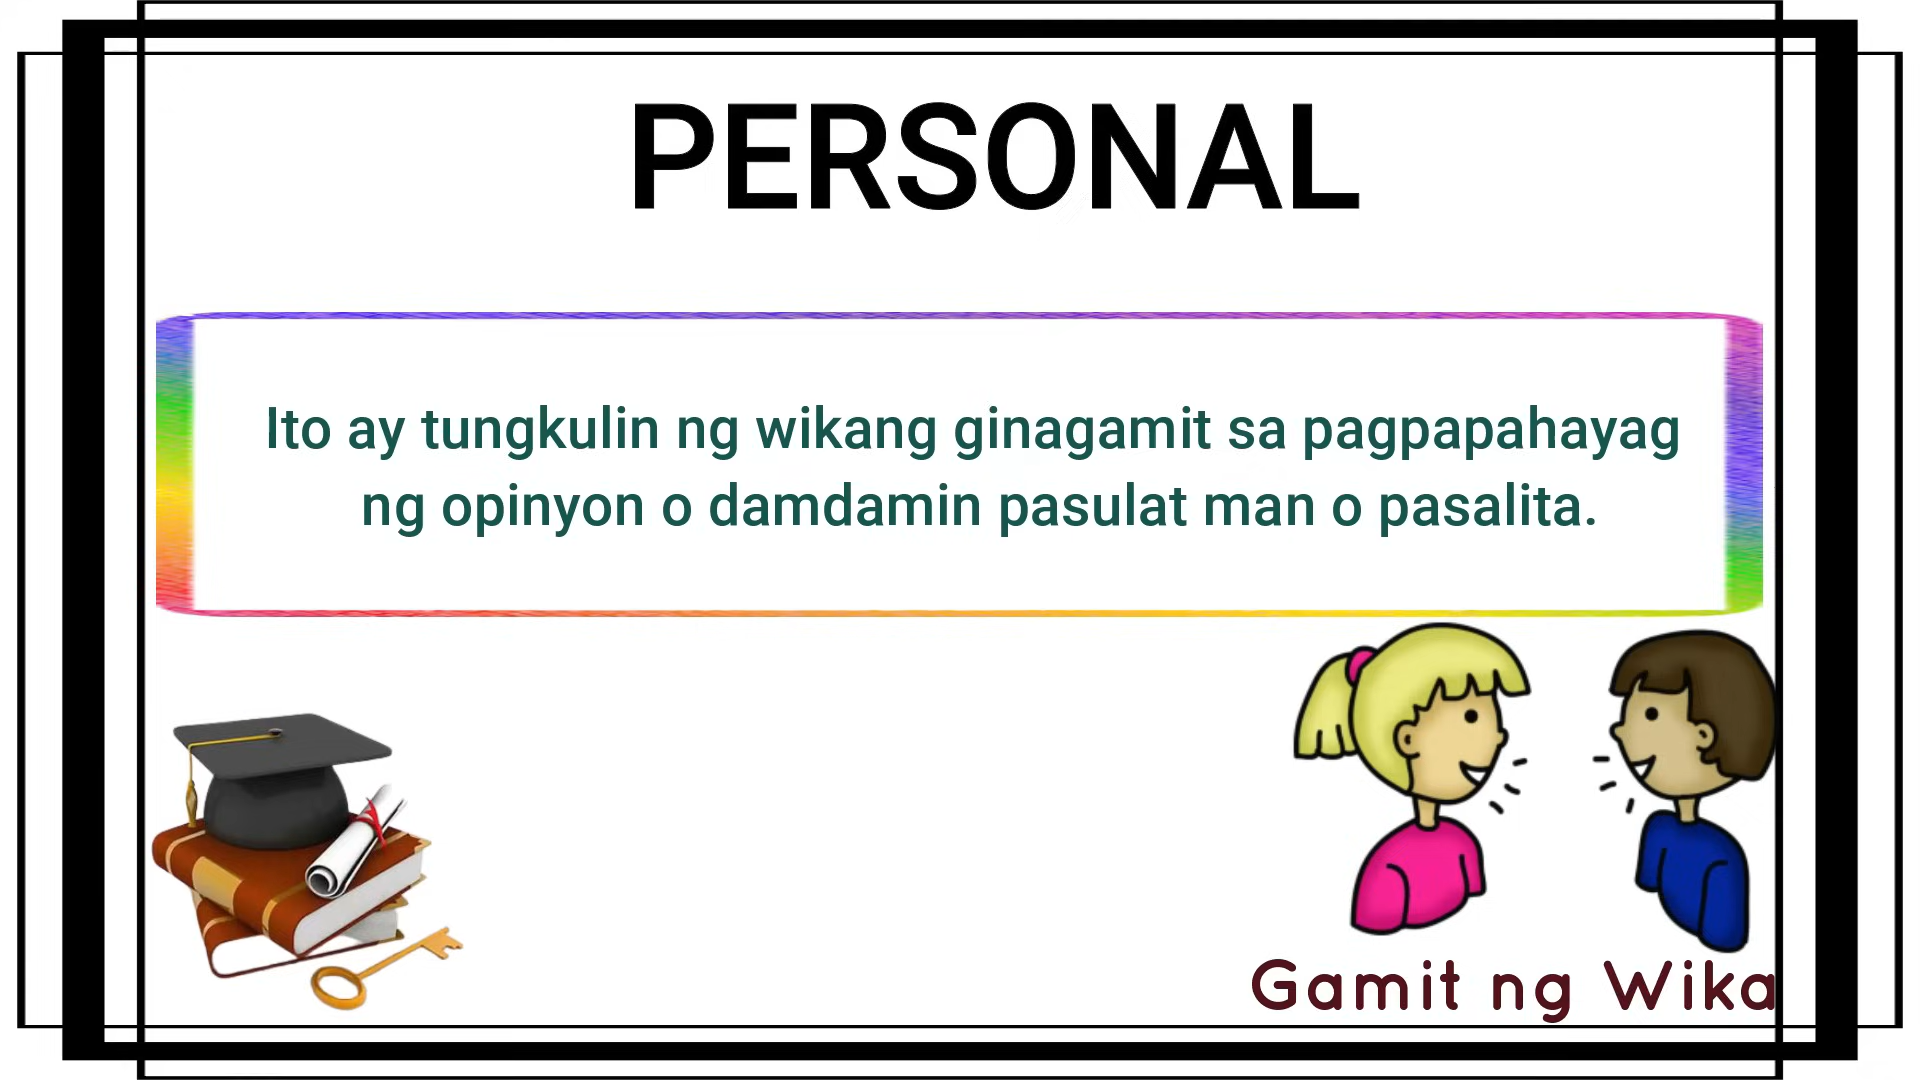 PERSONAL
Ito ay tungkulin ng wikang ginagamit sa pagpapahayag
ng opinyon o damdamin pasulat man o pasalita.
Gamit ng Wika